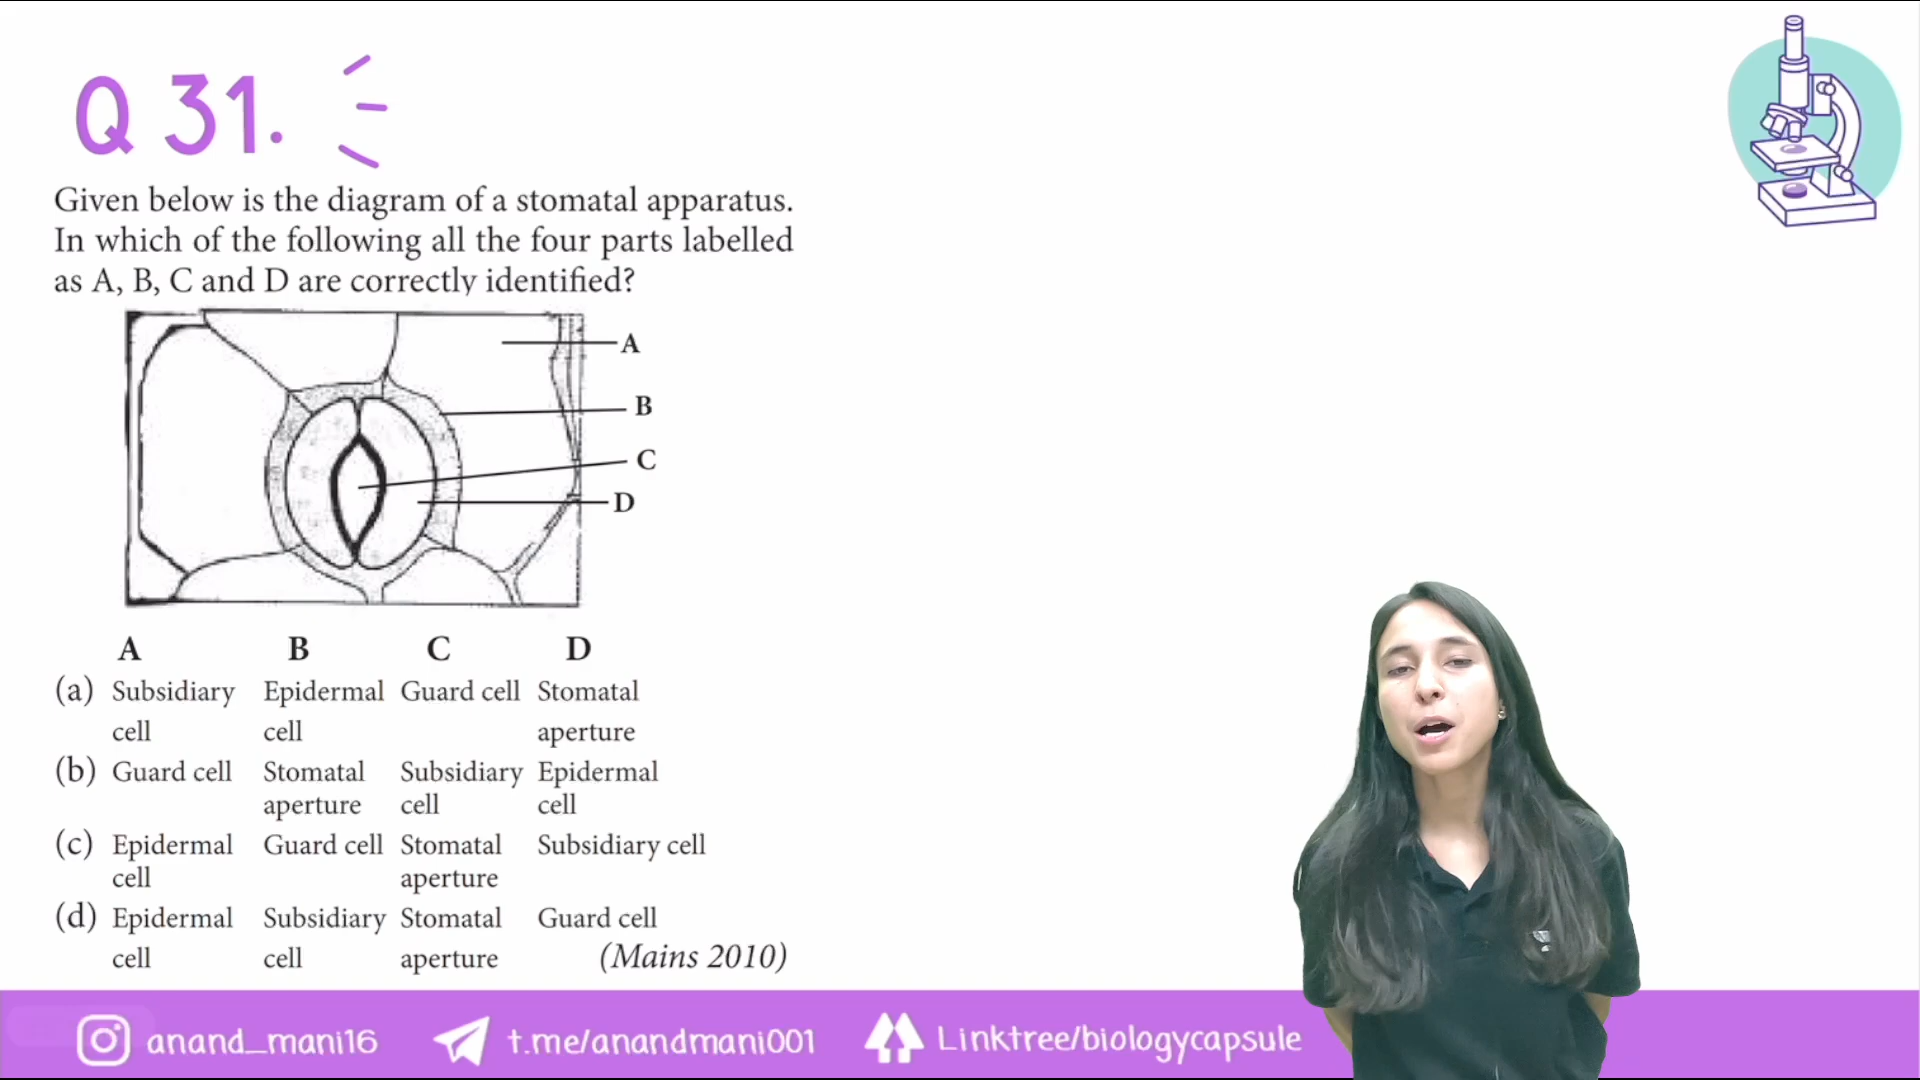 Q 31.
Given below is the diagram of a stomatal apparatus.
In which of the following all the four parts labelled
as A, B, C and D are correctly identified?
A
B
C
D
A B C D
(a) Subsidiary Epidermal Guard cell Stomatal
cell cell aperture
(b) Guard cell Stomatal Subsidiary Epidermal
aperture cell cell
(c) Epidermal Guard cell Stomatal Subsidiary cell
cell aperture
(d) Epidermal Subsidiary Stomatal Guard cell
cell cell aperture (Mains 2010)
anand_mani16 t.me/anandmani001 Linktree/biologycapsule